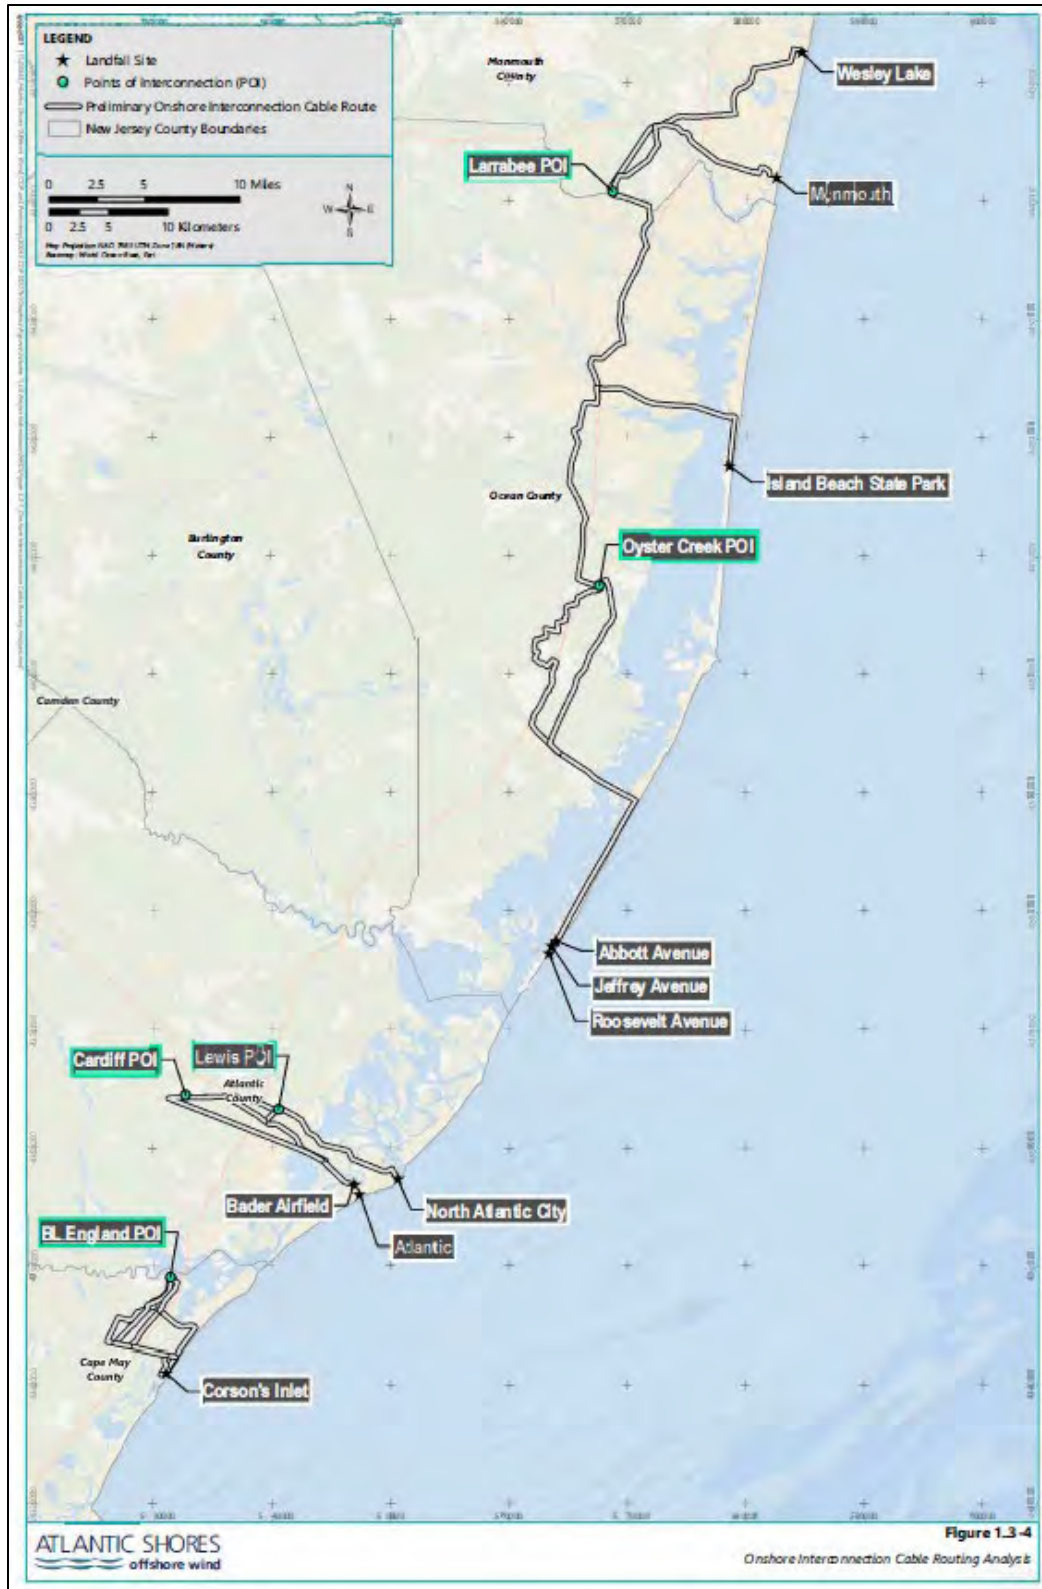 LEGEND
Landfall Site
Points of Interconnection (POI)
Preliminary Onshore Interconnection Cable Route
New Jersey County Boundaries
0 2.5 5 10 Miles
0 2.5 5 10 Kilometers
N
W E
S
Monmouth
County
Wesley Lake
Larrabee POI
Monmouth
Island Beach State Park
Ocean County
Burlington
County
Oyster Creek POI
Camden County
Abbott Avenue
Jeffrey Avenue
Roosevelt Avenue
Cardiff POI
Lewis POI
Atlantic
County
Bader Airfield
North Atlantic City
Atlantic
BL England POI
Cape May
County
Corson's Inlet
ATLANTIC SHORES
offshore wind
Figure 1.3-4
Onshore Interconnection Cable Routing Analysis